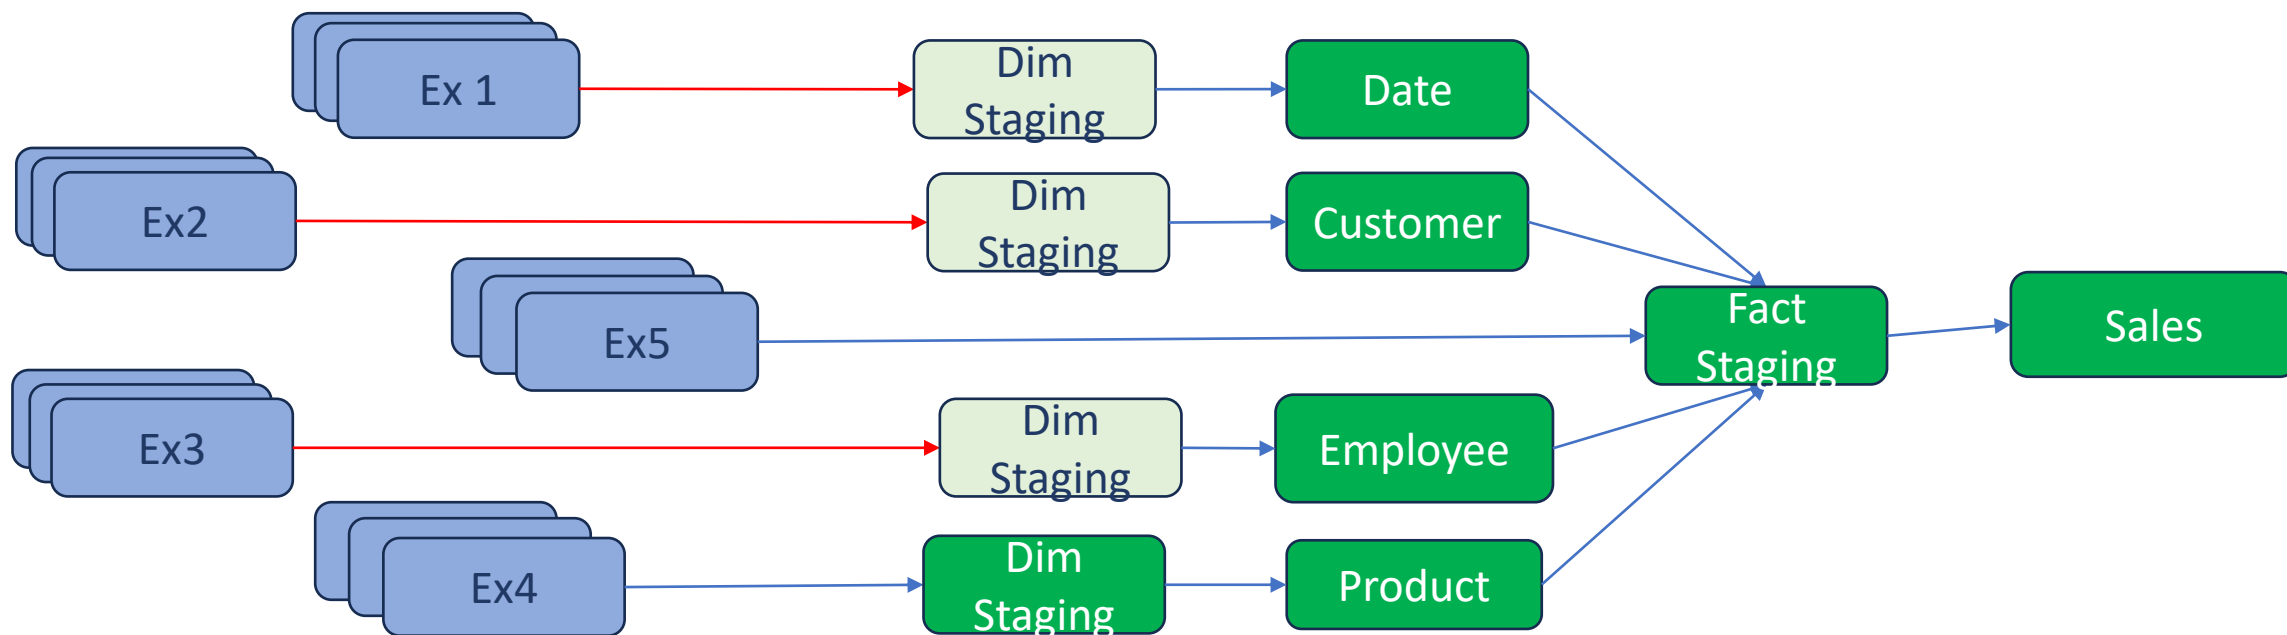 Ex 1
Dim
Staging
Date
Ex2
Dim
Staging
Customer
Ex5
Fact
Staging
Sales
Ex3
Dim
Staging
Employee
Ex4
Dim
Staging
Product